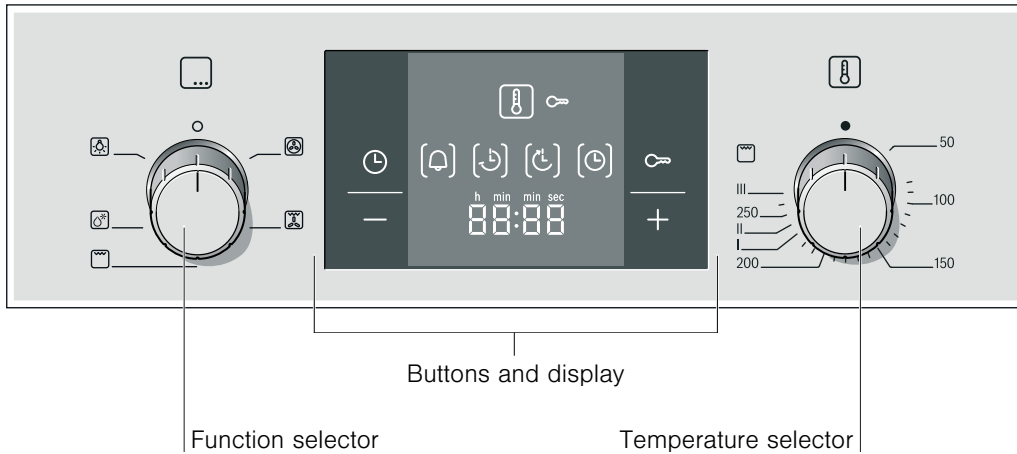 h min min sec
88:88
50
100
150
200
I
II
250
III
Buttons and display
Function selector
Temperature selector